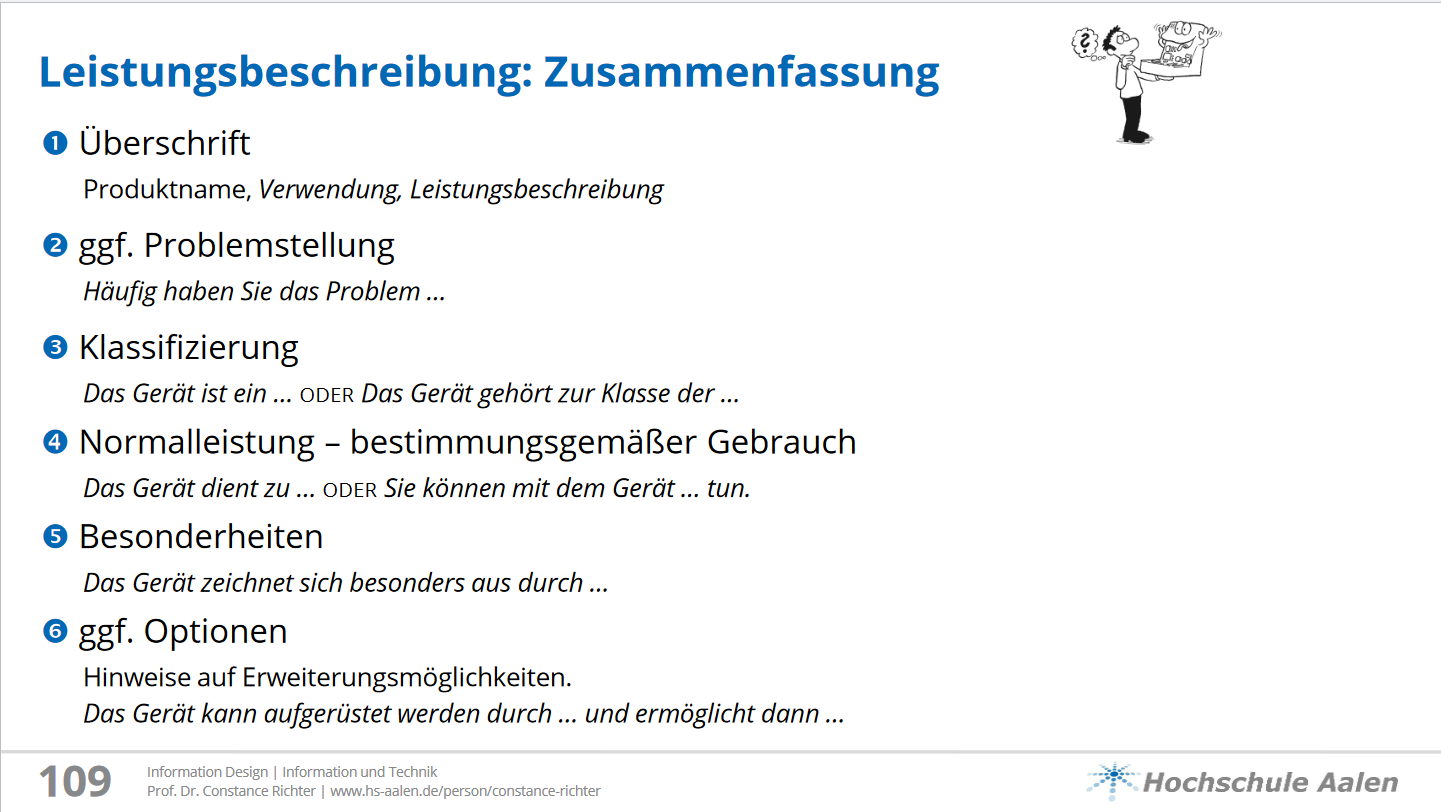 Leistungsbeschreibung: Zusammenfassung
?
❶ Überschrift
Produktname, Verwendung, Leistungsbeschreibung
❷ ggf. Problemstellung
Häufig haben Sie das Problem …
❸ Klassifizierung
Das Gerät ist ein … ODER Das Gerät gehört zur Klasse der …
❹ Normalleistung – bestimmungsgemäßer Gebrauch
Das Gerät dient zu … ODER Sie können mit dem Gerät … tun.
❺ Besonderheiten
Das Gerät zeichnet sich besonders aus durch …
❻ ggf. Optionen
Hinweise auf Erweiterungsmöglichkeiten.
Das Gerät kann aufgerüstet werden durch … und ermöglicht dann …
109
Information Design | Information und Technik
Prof. Dr. Constance Richter | www.hs-aalen.de/person/constance-richter
Hochschule Aalen